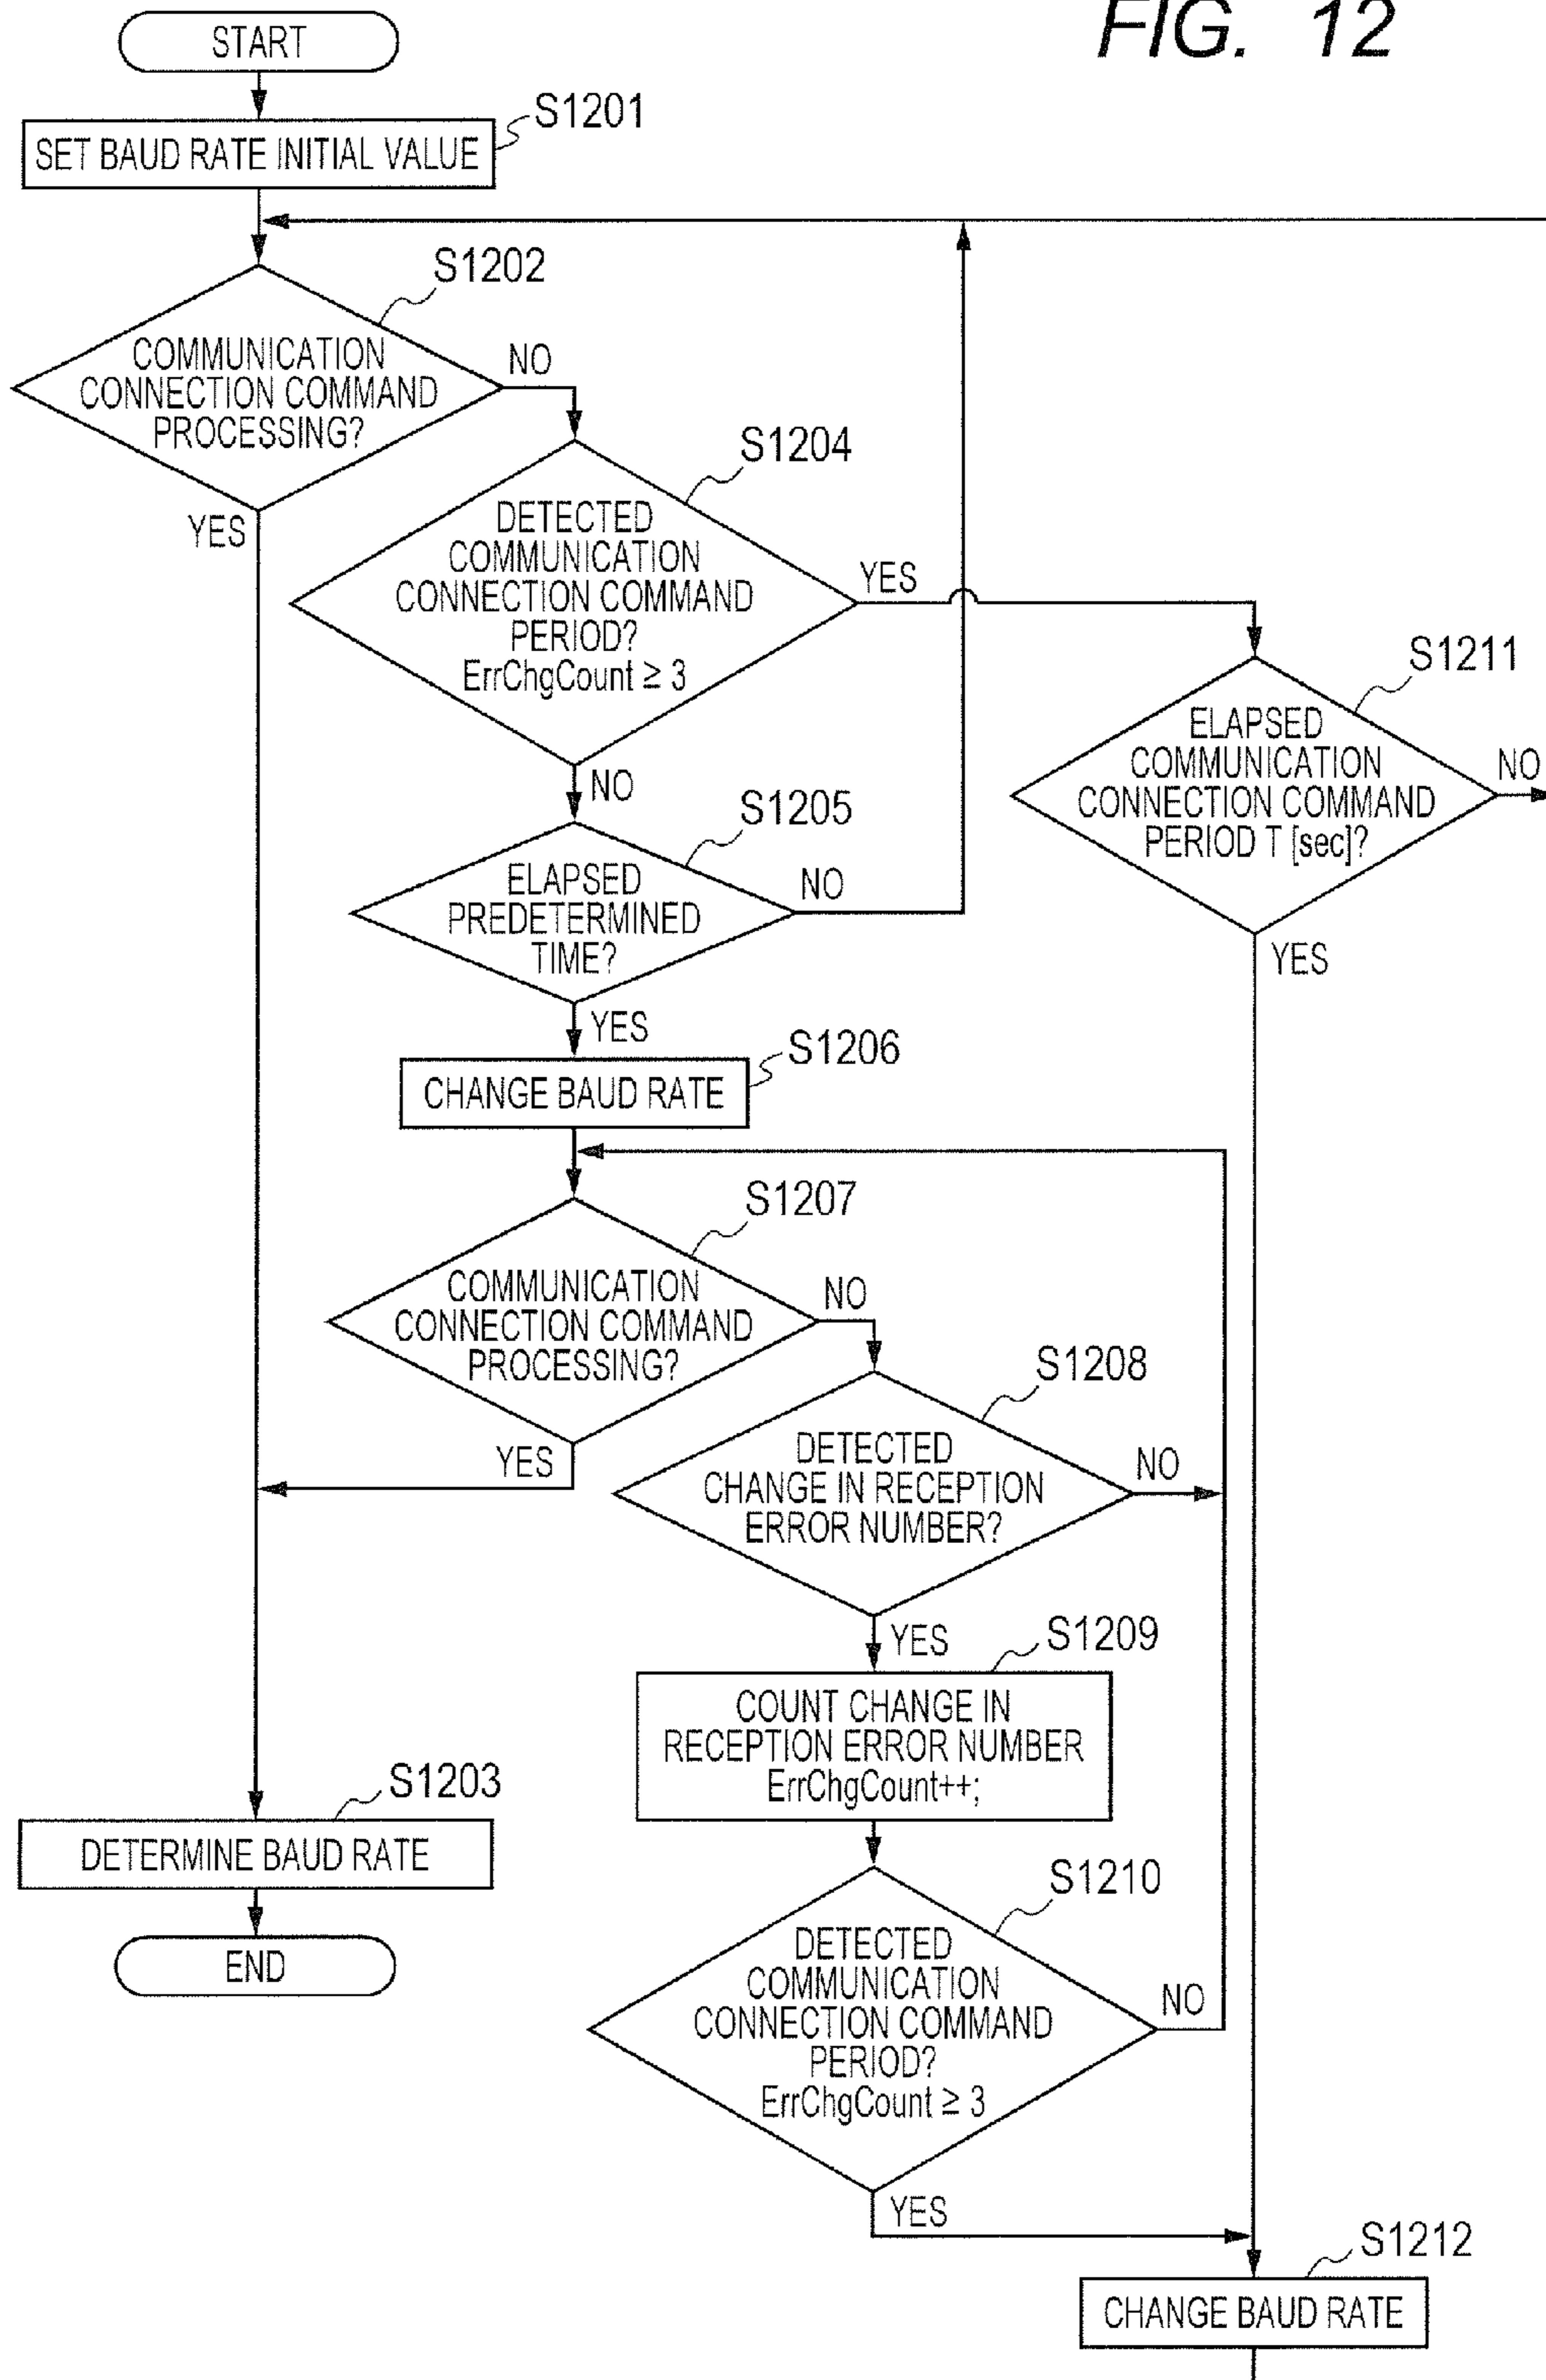 FIG. 12
START
S1201
SET BAUD RATE INITIAL VALUE
S1202
COMMUNICATION
CONNECTION COMMAND
PROCESSING?
NO
YES
S1204
DETECTED
COMMUNICATION
CONNECTION COMMAND
PERIOD?
ErrChgCount ≥ 3
YES
NO
S1211
ELAPSED
COMMUNICATION
CONNECTION COMMAND
PERIOD T [sec]?
NO
YES
S1205
ELAPSED
PREDETERMINED
TIME?
NO
YES
S1206
CHANGE BAUD RATE
S1207
COMMUNICATION
CONNECTION COMMAND
PROCESSING?
NO
YES
S1208
DETECTED
CHANGE IN RECEPTION
ERROR NUMBER?
NO
YES
S1209
COUNT CHANGE IN
RECEPTION ERROR NUMBER
ErrChgCount++;
S1203
DETERMINE BAUD RATE
END
S1210
DETECTED
COMMUNICATION
CONNECTION COMMAND
PERIOD?
ErrChgCount ≥ 3
NO
YES
S1212
CHANGE BAUD RATE